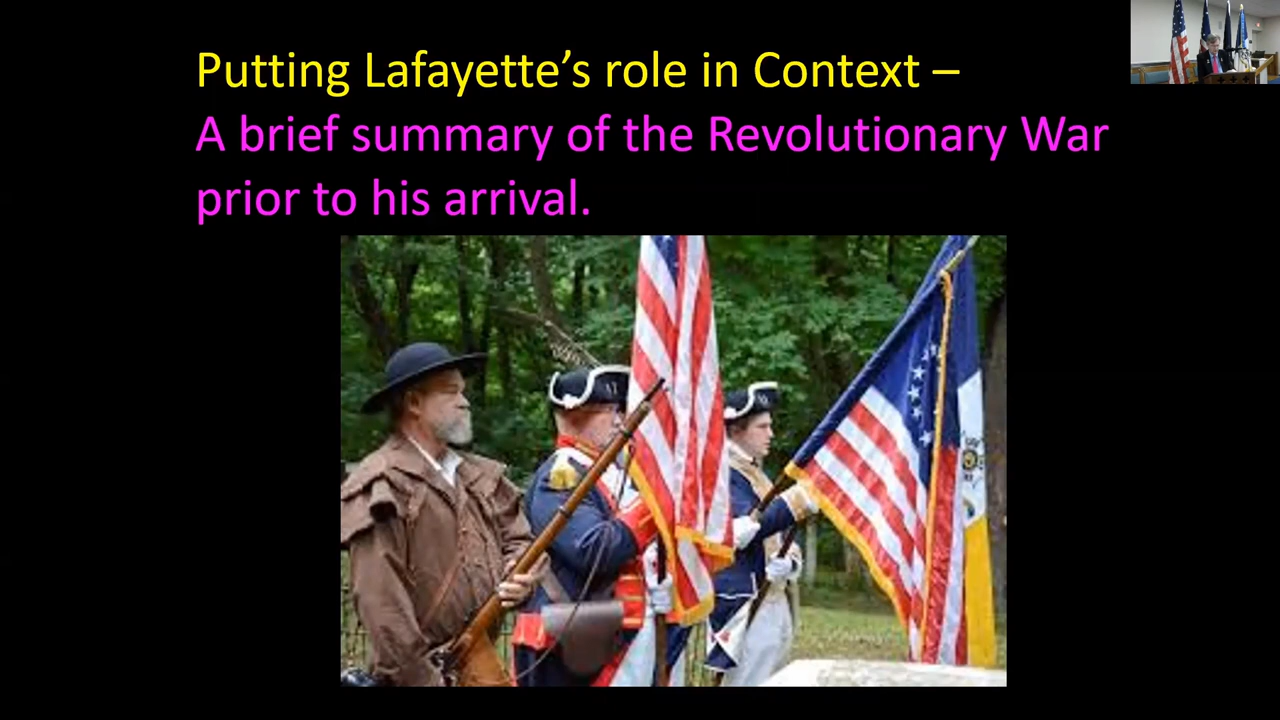 Putting Lafayette’s role in Context –
A brief summary of the Revolutionary War
prior to his arrival.